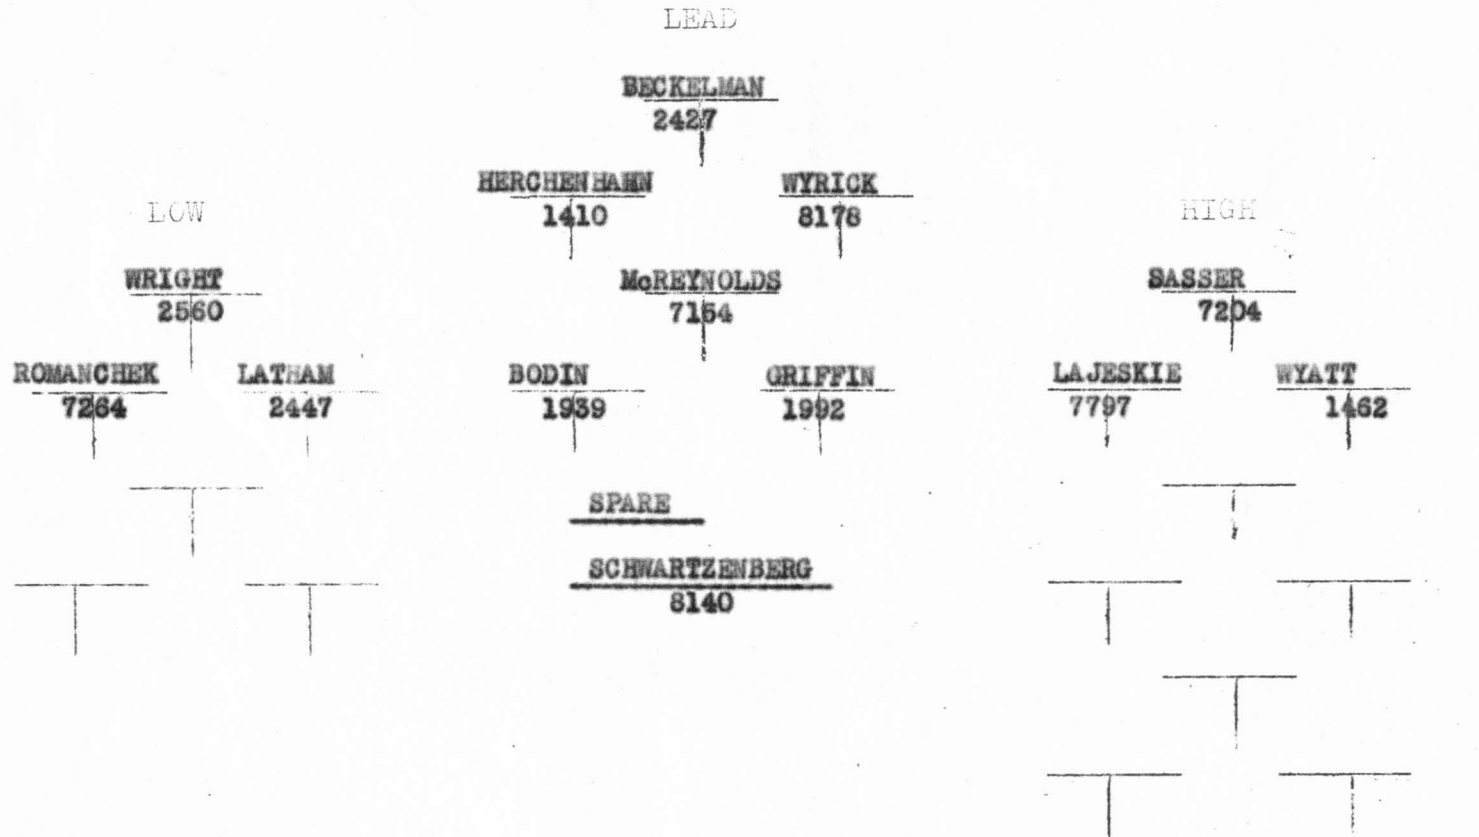 LEAD
BECKELMAN
2427
HERCHENHAHN WYRICK
1410 8178
LOW HIGH
WRIGHT McREYNOLDS SASSER
2560 7154 7204
ROMANCHEK LATHAM BODIN GRIFFIN LAJESKIE WYATT
7264 2447 1939 1992 7797 1462
SPARE
SCHWARTZENBERG
8140